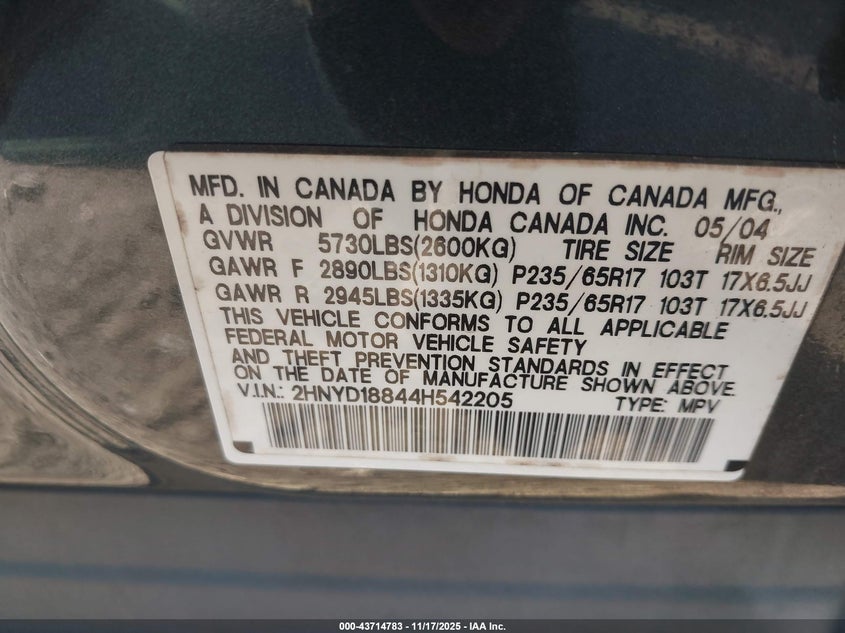 MFD. IN CANADA BY HONDA OF CANADA MFG.,
A DIVISION OF HONDA CANADA INC. 05/04
GVWR 5730LBS(2600KG) TIRE SIZE RIM SIZE
GAWR F 2890LBS(1310KG) P235/65R17 103T 17X6.5JJ
GAWR R 2945LBS(1335KG) P235/65R17 103T 17X6.5JJ
THIS VEHICLE CONFORMS TO ALL APPLICABLE
FEDERAL MOTOR VEHICLE SAFETY
AND THEFT PREVENTION STANDARDS IN EFFECT
ON THE DATE OF MANUFACTURE SHOWN ABOVE.
V.I.N.: 2HNYD18844H542205 TYPE: MPV
000-43714783 - 11/17/2025 - IAA Inc.